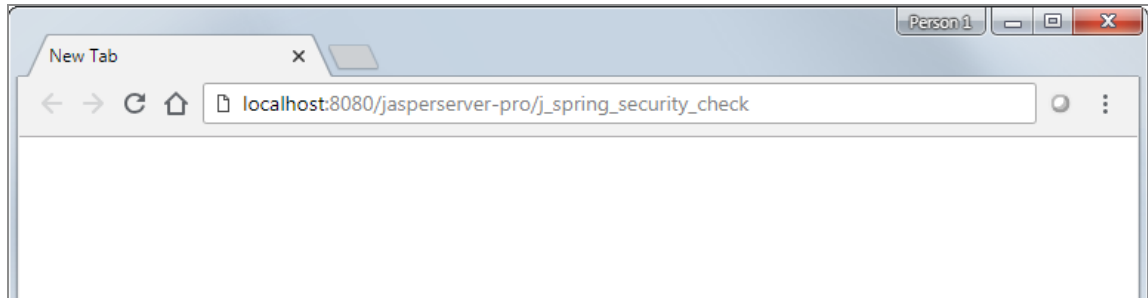 Person 1
New Tab
localhost:8080/jasperserver-pro/j_spring_security_check